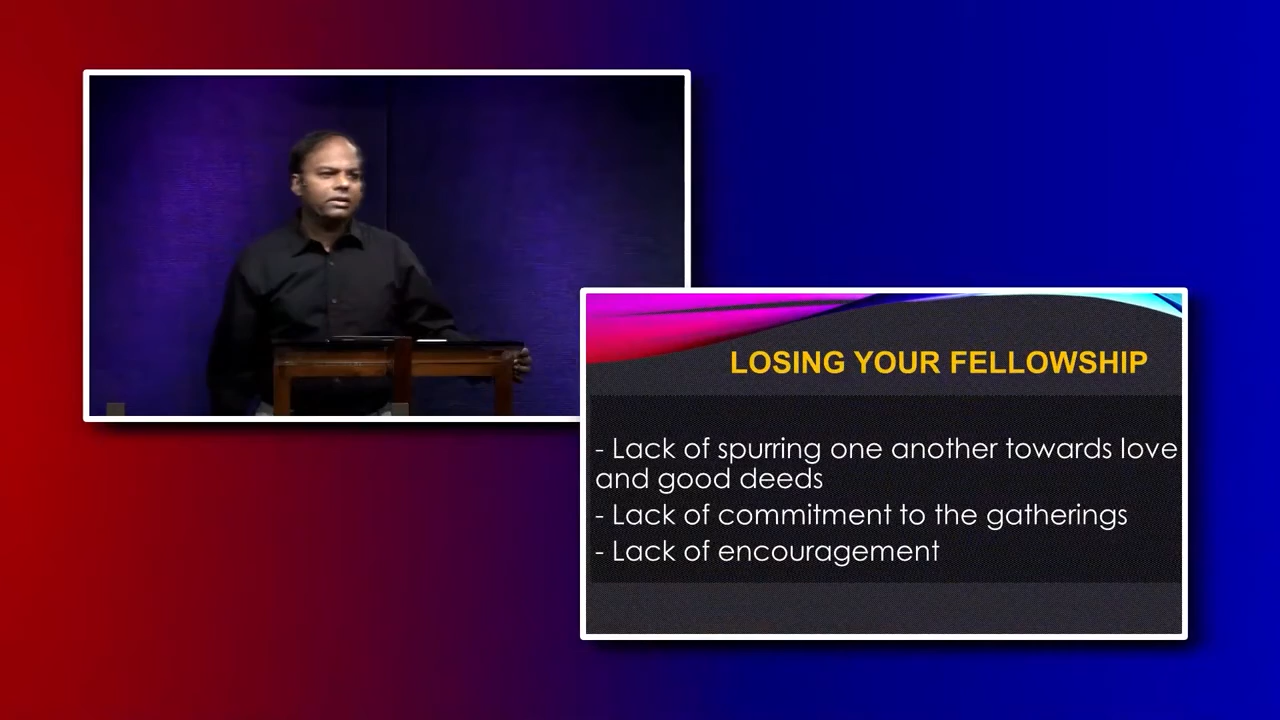 LOSING YOUR FELLOWSHIP
- Lack of spurring one another towards love
and good deeds
- Lack of commitment to the gatherings
- Lack of encouragement